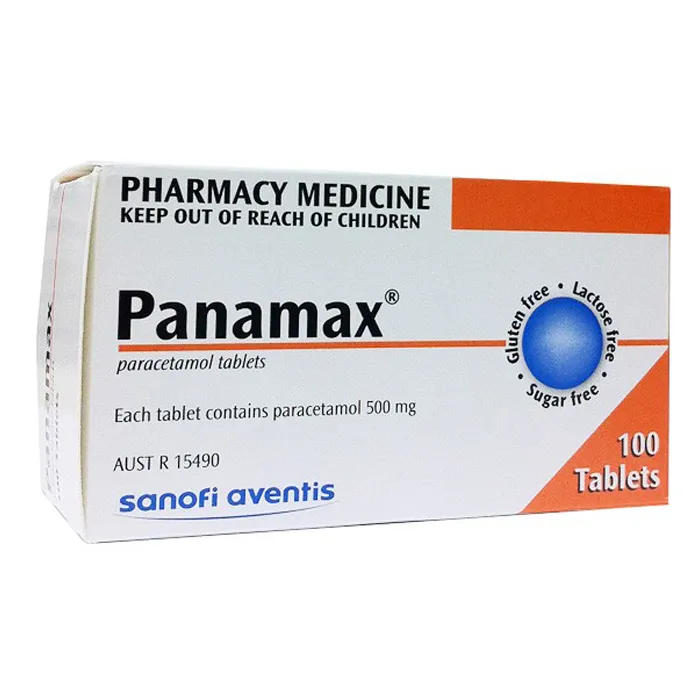 PHARMACY MEDICINE
KEEP OUT OF REACH OF CHILDREN
Panamax®
paracetamol tablets
Gluten free • Lactose free • Sugar free •
Each tablet contains paracetamol 500 mg
AUST R 15490
100
Tablets
sanofi aventis